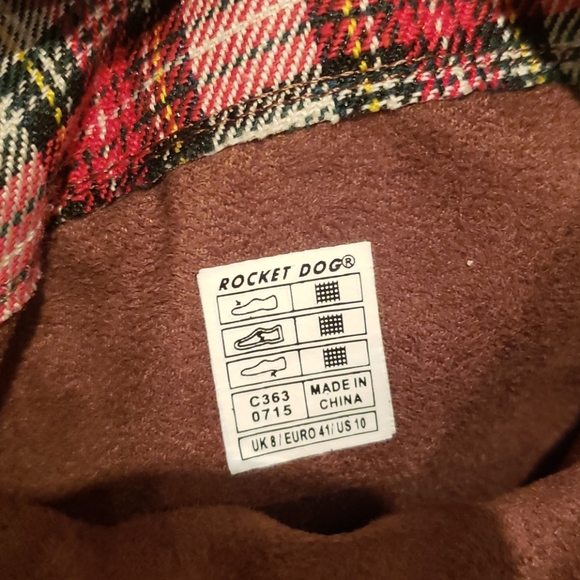 ROCKET DOG®
C363
0715
MADE IN
CHINA
UK 8 / EURO 41 / US 10